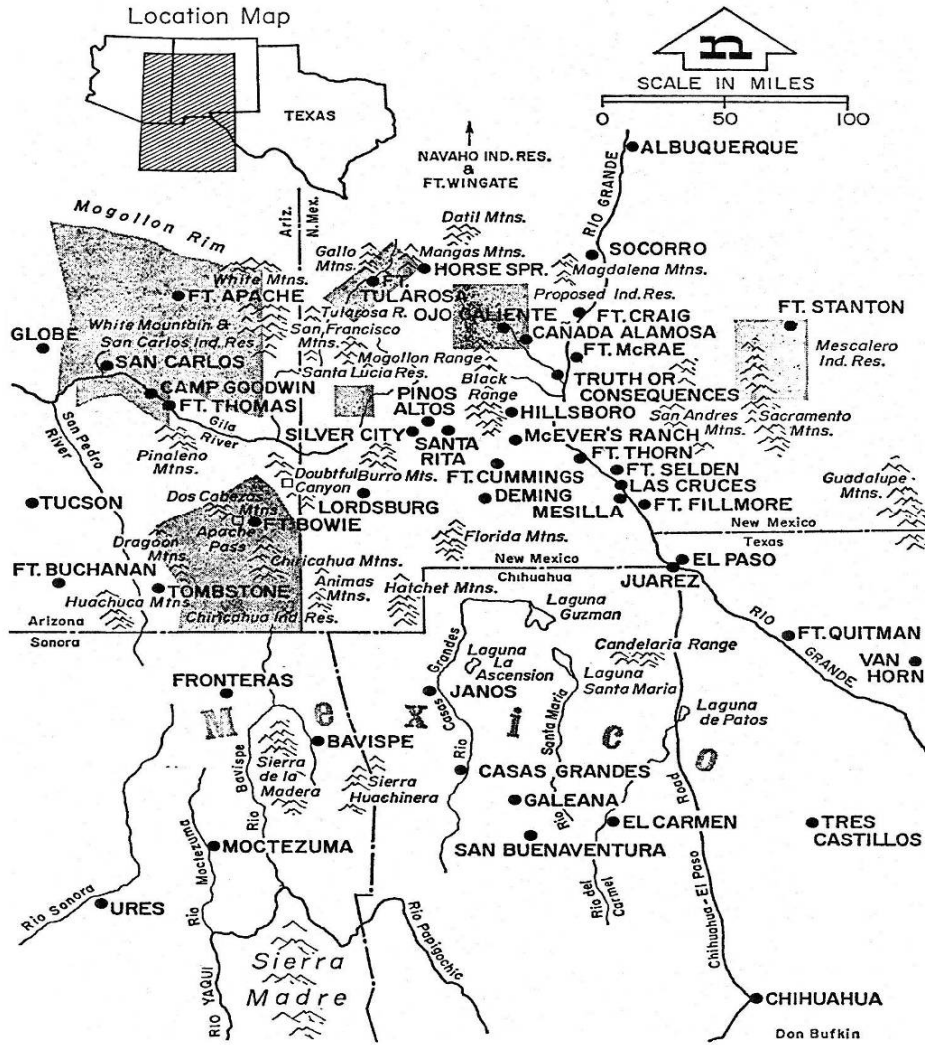 Location Map
TEXAS
n
SCALE IN MILES
0 50 100
NAVAHO IND. RES.
&
FT. WINGATE
ALBUQUERQUE
RIO GRANDE
Ariz.
N.Mex.
Mogollon Rim
Datil Mtns.
SOCORRO
Gallo
Mtns.
Mangas Mtns.
HORSE SPR.
Magdalena Mtns.
White Mtns.
FT.
TULAROSA
FT. APACHE
Proposed Ind. Res.
FT. STANTON
Tularosa R.
OJO CALIENTE
FT. CRAIG
GLOBE
White Mountain &
San Carlos Ind. Res.
San Francisco
Mtns.
CAÑADA ALAMOSA
Mescalero
Ind. Res.
SAN CARLOS
Mogollon Range
FT. McRAE
Santa Lucia Res.
CAMP GOODWIN
PINOS
ALTOS
Black
Range
TRUTH OR
CONSEQUENCES
FT. THOMAS
HILLSBORO
San Andres
Mtns.
Sacramento
Mtns.
San Pedro
River
Gila
River
SILVER CITY
SANTA
RITA
McEVER'S RANCH
Pinaleno
Mtns.
FT. THORN
Doubtful
Canyon
Burro Mts.
FT. CUMMINGS
FT. SELDEN
Guadalupe
Mtns.
TUCSON
Dos Cabezas
Mtns.
LORDSBURG
DEMING
LAS CRUCES
MESILLA
FT. FILLMORE
Apache
Pass
FT. BOWIE
New Mexico
Texas
Dragoon
Mtns.
Florida Mtns.
FT. BUCHANAN
Chiricahua Mtns.
New Mexico
Chihuahua
EL PASO
JUAREZ
TOMBSTONE
Animas
Mtns.
Hatchet Mtns.
Huachuca Mtns.
Chiricahua Ind. Res.
Laguna
Guzman
Arizona
Sonora
RIO
GRANDE
FT. QUITMAN
Candelaria Range
VAN
HORN
Laguna
La
Ascension
Laguna
Santa Maria
FRONTERAS
JANOS
Rio
Casas
Grandes
Laguna
de Patos
M e x i c o
BAVISPE
Rio
Bavispe
Sierra
de la
Madera
Sierra
Huachinera
Rio
Santa Maria
CASAS GRANDES
GALEANA
Road
EL CARMEN
TRES
CASTILLOS
MOCTEZUMA
SAN BUENAVENTURA
Rio
Moctezuma
Rio del
Carmel
Chihuahua-El Paso
Rio Sonora
URES
Rio Papigochic
Sierra
Madre
RIO YAQUI
CHIHUAHUA
Don Bufkin